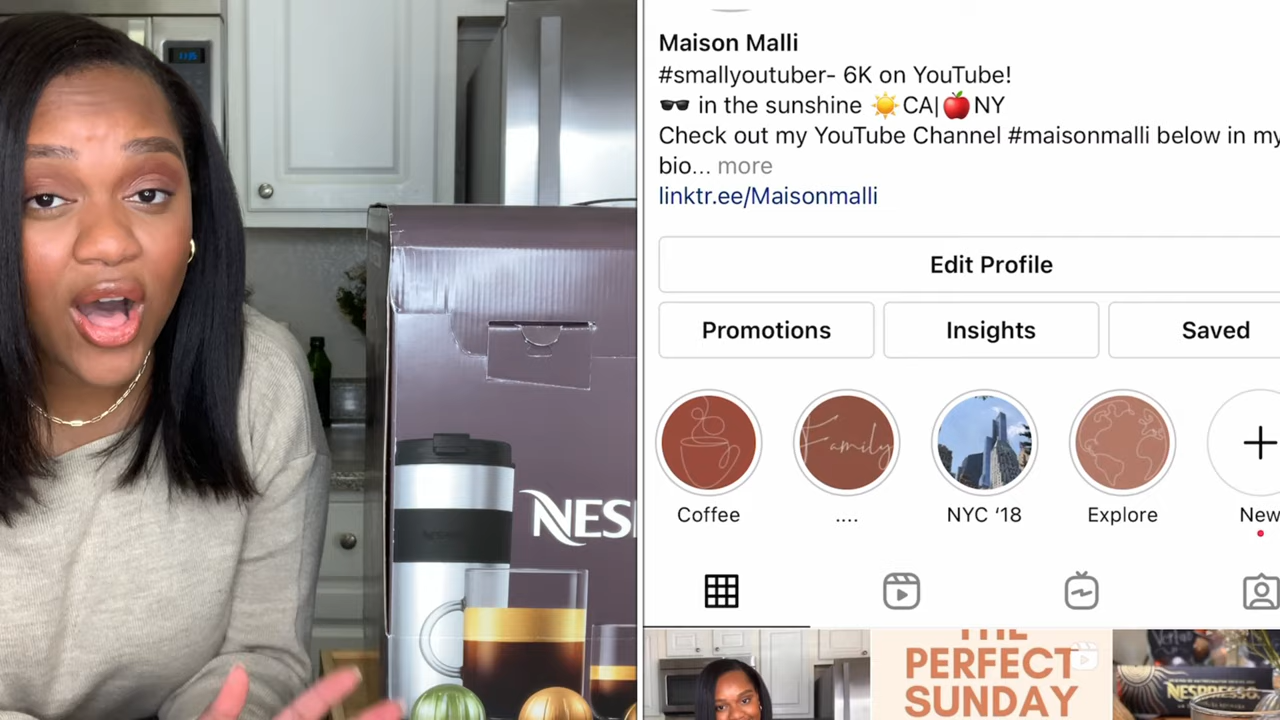 NES
Maison Malli
#smallyoutuber- 6K on YouTube!
🕶️ in the sunshine ☀️CA|🍎NY
Check out my YouTube Channel #maisonmalli below in my
bio... more
linktr.ee/Maisonmalli
Edit Profile
Promotions
Insights
Saved
Family
Coffee
....
NYC ‘18
Explore
New
THE
PERFECT
SUNDAY
NESPRESSO